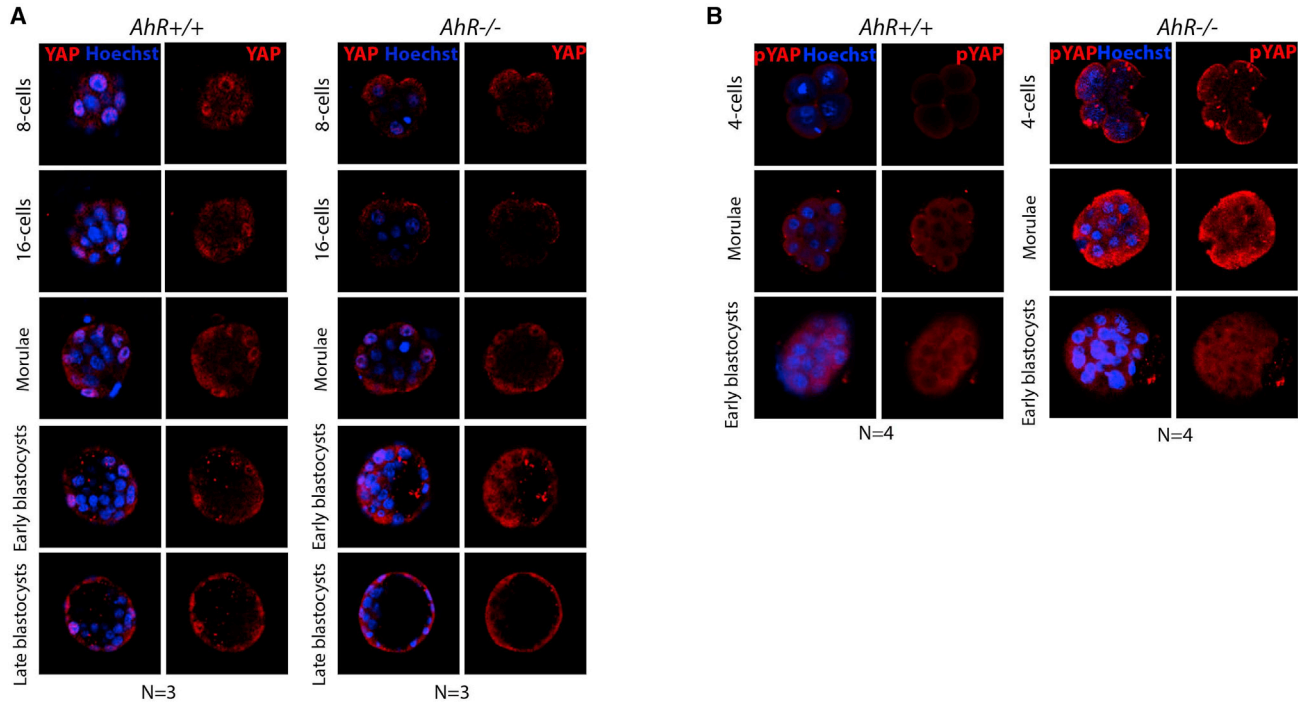 A
AhR+/+
AhR-/-
YAP Hoechst
YAP
YAP Hoechst
YAP
8-cells
8-cells
16-cells
16-cells
Morulae
Morulae
Early blastocysts
Early blastocysts
Late blastocysts
Late blastocysts
N=3
N=3
B
AhR+/+
AhR-/-
pYAP Hoechst
pYAP
pYAP Hoechst
pYAP
4-cells
4-cells
Morulae
Morulae
Early blastocysts
Early blastocysts
N=4
N=4